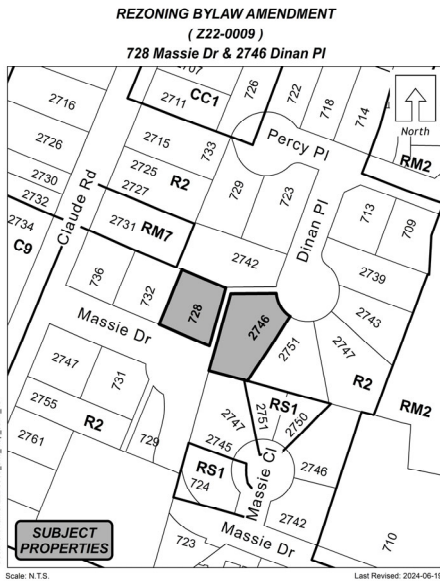 REZONING BYLAW AMENDMENT
( Z22-0009 )
728 Massie Dr & 2746 Dinan Pl
2707
2711
CC1
726
722
718
714
North
RM2
2716
2726
2730
2732
2734
C9
Claude Rd
2715
2725
2727
R2
733
Percy Pl
729
723
Dinan Pl
713
709
2731 RM7
2742
2739
2743
736
732
728
2746
2751
2747
R2
RM2
Massie Dr
2747
731
2755
R2
2761
729
RS1
2751
2750
2747
2745
RS1
724
Massie Cl
2746
2742
710
723
Massie Dr
SUBJECT
PROPERTIES
Scale: N.T.S.
Last Revised: 2024-06-19